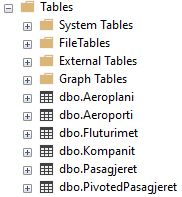 Tables
System Tables
FileTables
External Tables
Graph Tables
dbo.Aeroplani
dbo.Aeroporti
dbo.Fluturimet
dbo.Kompanit
dbo.Pasagjeret
dbo.PivotedPasagjeret